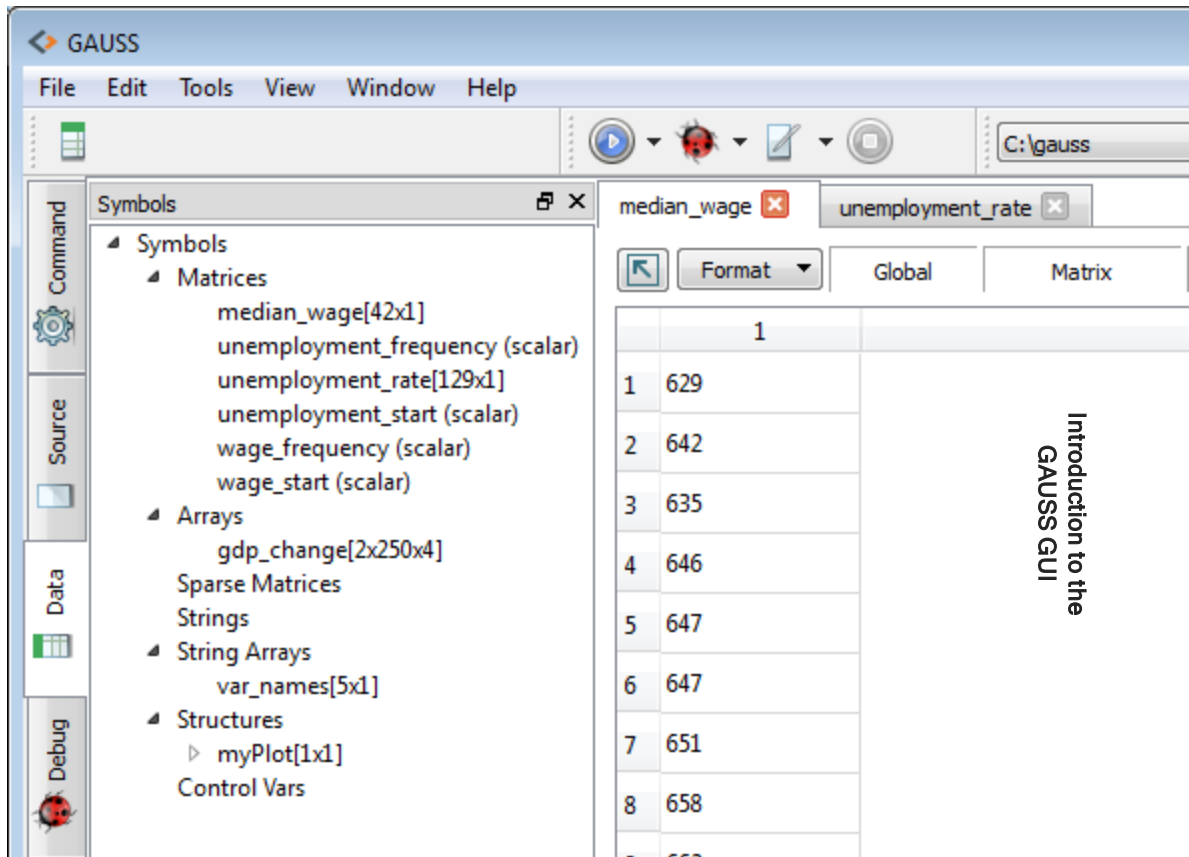 GAUSS
File Edit Tools View Window Help
C:\gauss
Command
Source
Data
Debug
Symbols
Symbols
Matrices
median_wage[42x1]
unemployment_frequency (scalar)
unemployment_rate[129x1]
unemployment_start (scalar)
wage_frequency (scalar)
wage_start (scalar)
Arrays
gdp_change[2x250x4]
Sparse Matrices
Strings
String Arrays
var_names[5x1]
Structures
myPlot[1x1]
Control Vars
median_wage unemployment_rate
Format Global Matrix
1
1 629
2 642
3 635
4 646
5 647
6 647
7 651
8 658
Introduction to the
GAUSS GUI